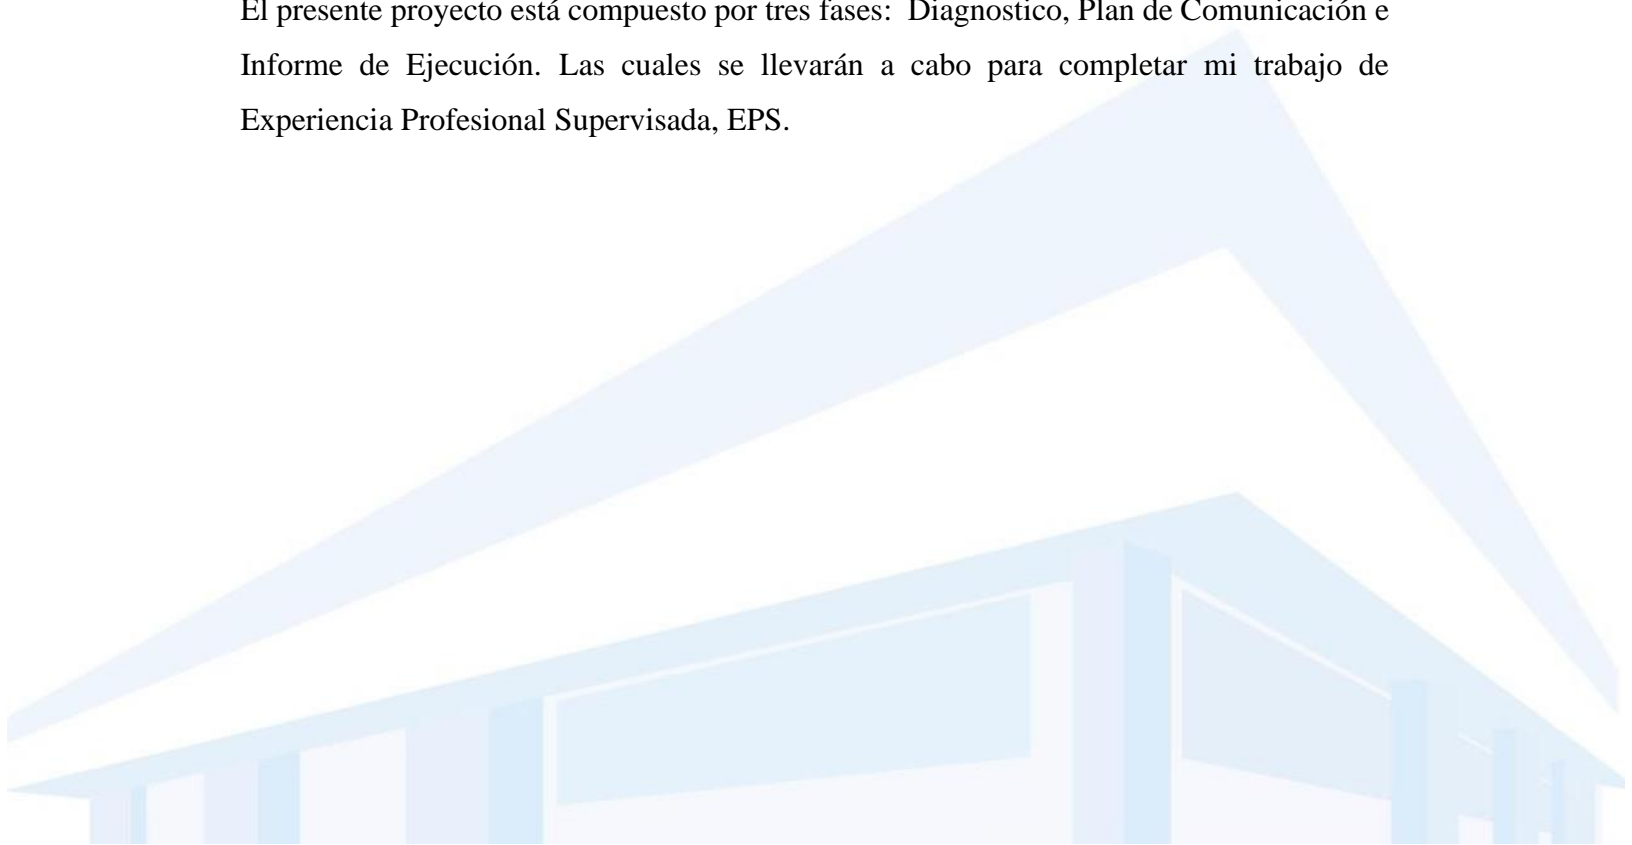 El presente proyecto está compuesto por tres fases:  Diagnostico, Plan de Comunicación e
Informe de Ejecución. Las cuales se llevarán a cabo para completar mi trabajo de
Experiencia Profesional Supervisada, EPS.